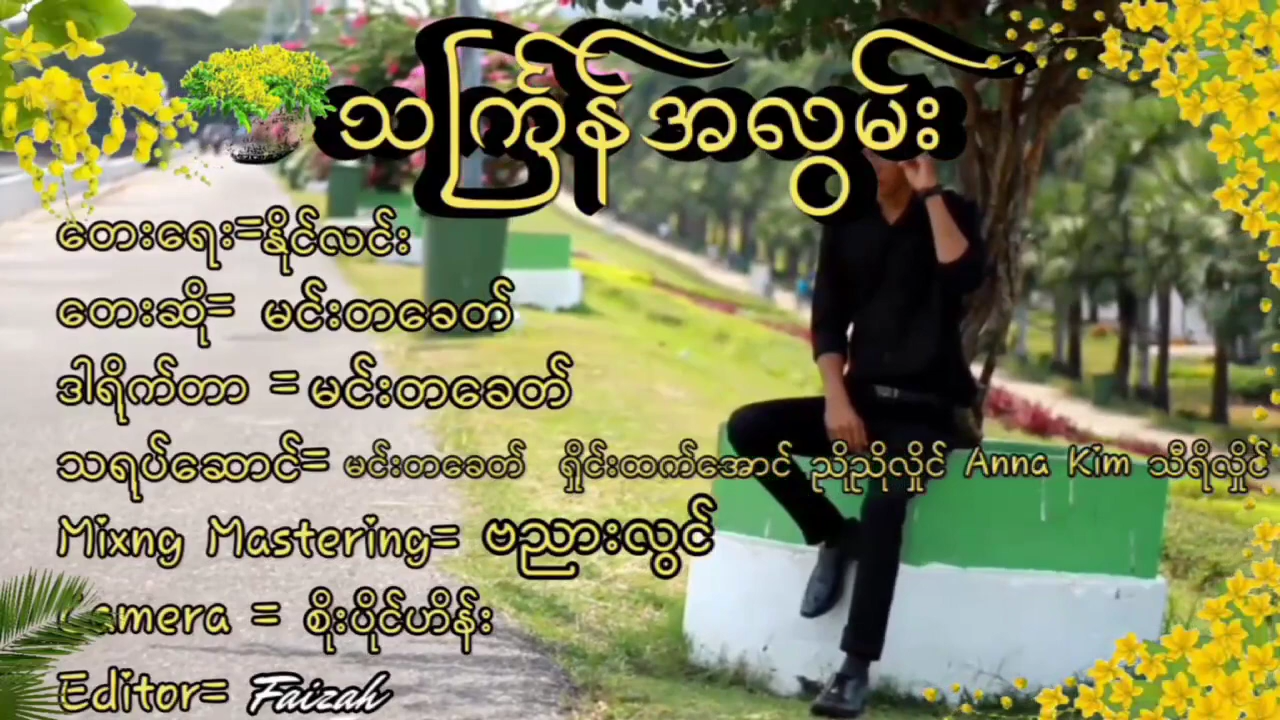 သင်္ကြန်အလွမ်း
တေးရေး=နိုင်လင်း
တေးဆို= မင်းတခေတ်
ဒါရိက်တာ = မင်းတခေတ်
သရပ်ဆောင်= မင်းတခေတ် ရှိုင်းထက်အောင် ညိုညိုလှိုင် Anna Kim သီရိလှိုင်
Mixng Mastering= ဗညားလွင်
Camera = စိုးပိုင်ဟိန်း
Editor= Faizah